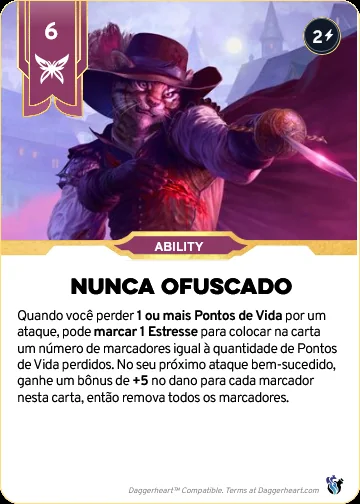 6
2
ABILITY
NUNCA OFUSCADO
Quando você perder 1 ou mais Pontos de Vida por um
ataque, pode marcar 1 Estresse para colocar na carta
um número de marcadores igual à quantidade de Pontos
de Vida perdidos. No seu próximo ataque bem-sucedido,
ganhe um bônus de +5 no dano para cada marcador
nesta carta, então remova todos os marcadores.
Daggerheart™ Compatible. Terms at Daggerheart.com